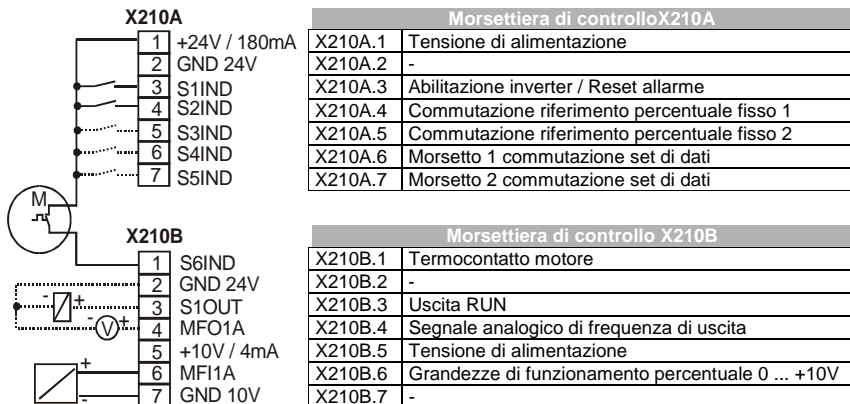 X210A
1 +24V / 180mA
2 GND 24V
3 S1IND
4 S2IND
5 S3IND
6 S4IND
7 S5IND
Morsettiera di controlloX210A
X210A.1 Tensione di alimentazione
X210A.2 -
X210A.3 Abilitazione inverter / Reset allarme
X210A.4 Commutazione riferimento percentuale fisso 1
X210A.5 Commutazione riferimento percentuale fisso 2
X210A.6 Morsetto 1 commutazione set di dati
X210A.7 Morsetto 2 commutazione set di dati
M
X210B
1 S6IND
2 GND 24V
3 S1OUT
4 MFO1A
5 +10V / 4mA
6 MFI1A
7 GND 10V
- +
- V +
+
-
Morsettiera di controllo X210B
X210B.1 Termocontatto motore
X210B.2 -
X210B.3 Uscita RUN
X210B.4 Segnale analogico di frequenza di uscita
X210B.5 Tensione di alimentazione
X210B.6 Grandezze di funzionamento percentuale 0 ... +10V
X210B.7 -